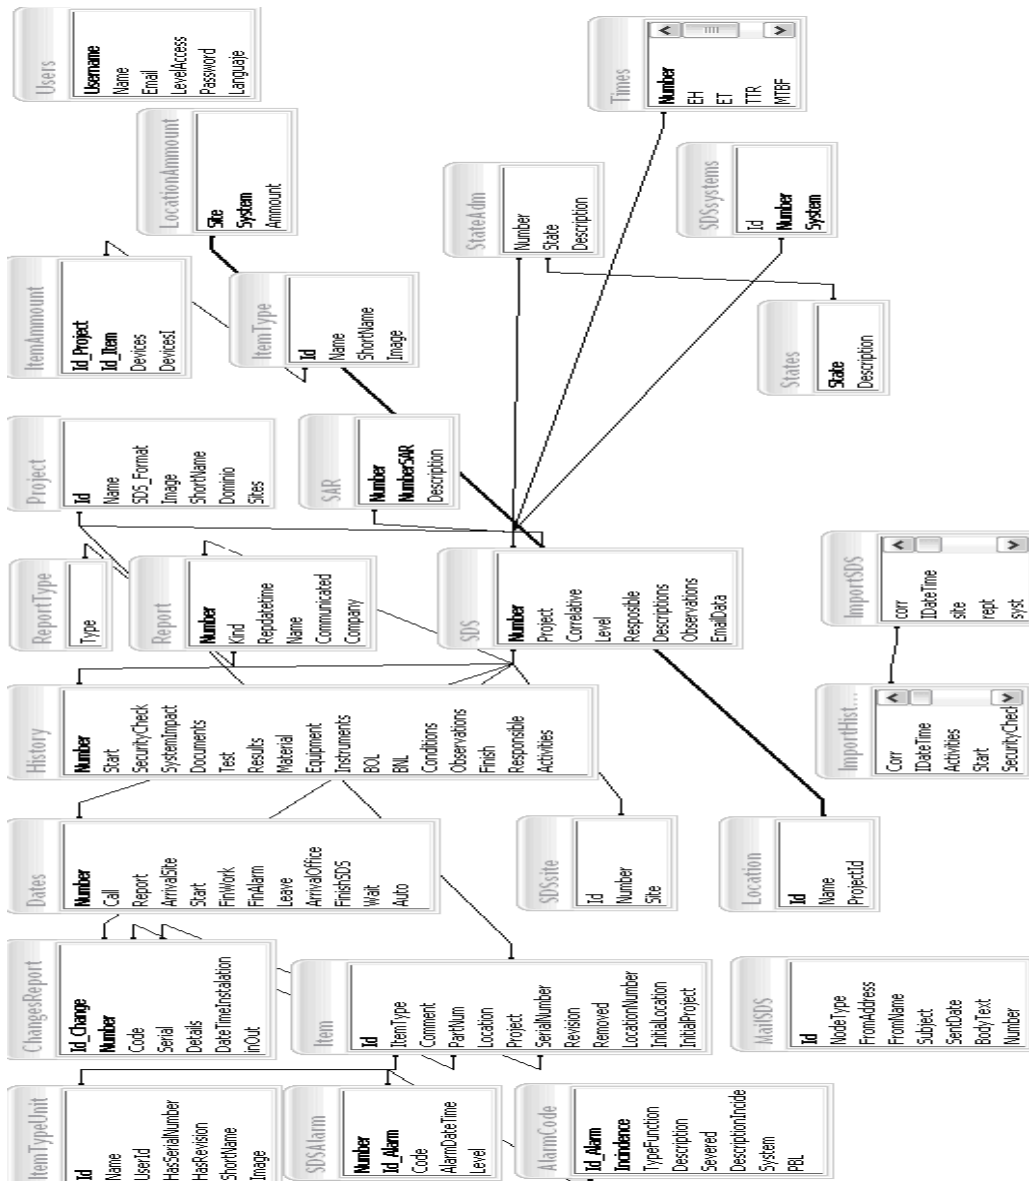 ItemTypeUnit
Id
Name
UserId
HasSerialNumber
HasRevision
ShortName
Image
ChangesReport
Id_Change
Number
Code
Serial
Details
DateTimeInstalation
inOut
Dates
Number
Call
Report
ArrivalSite
Start
FinWork
FinAlarm
Leave
ArrivalOffice
FinishSDS
Wait
Auto
History
Number
Start
SecurityCheck
SystemImpact
Documents
Test
Results
Material
Equipment
Instruments
BOL
BNL
Conditions
Observations
Finish
Responsible
Activities
ReportType
Type
Project
Id
Name
SDS_Format
Image
ShortName
Dominio
Sites
ItemAmmount
Id_Project
Id_Item
Devices
DevicesI
Users
Username
Name
Email
LevelAccess
Password
Languaje
SDSAlarm
Number
Id_Alarm
Code
AlarmDateTime
Level
Item
Id
ItemType
Comment
PartNum
Location
Project
SerialNumber
Revision
Removed
LocationNumber
InitialLocation
InitialProject
Report
Number
Kind
Repdatetime
Name
Communicated
Company
SAR
Number
NumberSAR
Description
ItemType
Id
Name
ShortName
Image
LocationAmmount
Site
System
Ammount
AlarmCode
Id_Alarm
Incidence
TypeFunction
Description
Severed
DescriptionIncide
System
PBL
SDSsite
Id
Number
Site
SDS
Number
Project
Correlative
Level
Resposible
Descriptions
Observations
EmailData
StateAdm
Number
State
Description
Times
Number
EH
ET
TTR
MTBF
MailSDS
Id
NodeType
FromAddress
FromName
Subject
SentDate
BodyText
Number
Location
Id
Name
ProjectId
ImportHist...
Corr
IDateTime
Activities
Start
SecurityCheck
ImportSDS
corr
IDateTime
site
rept
syst
States
State
Description
SDSsystems
Id
Number
System